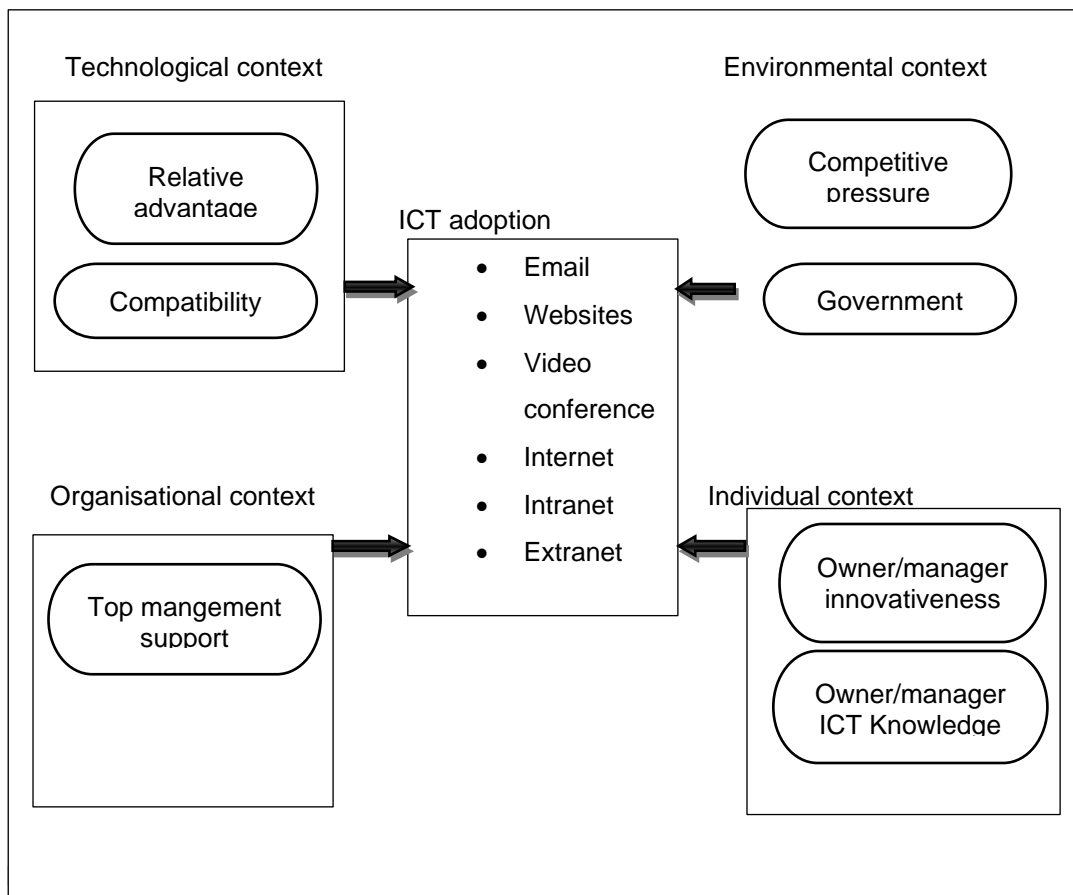 Technological context
Relative
advantage
Compatibility
Environmental context
Competitive
pressure
Government
ICT adoption
• Email
• Websites
• Video
conference
• Internet
• Intranet
• Extranet
Organisational context
Top mangement
support
Individual context
Owner/manager
innovativeness
Owner/manager
ICT Knowledge